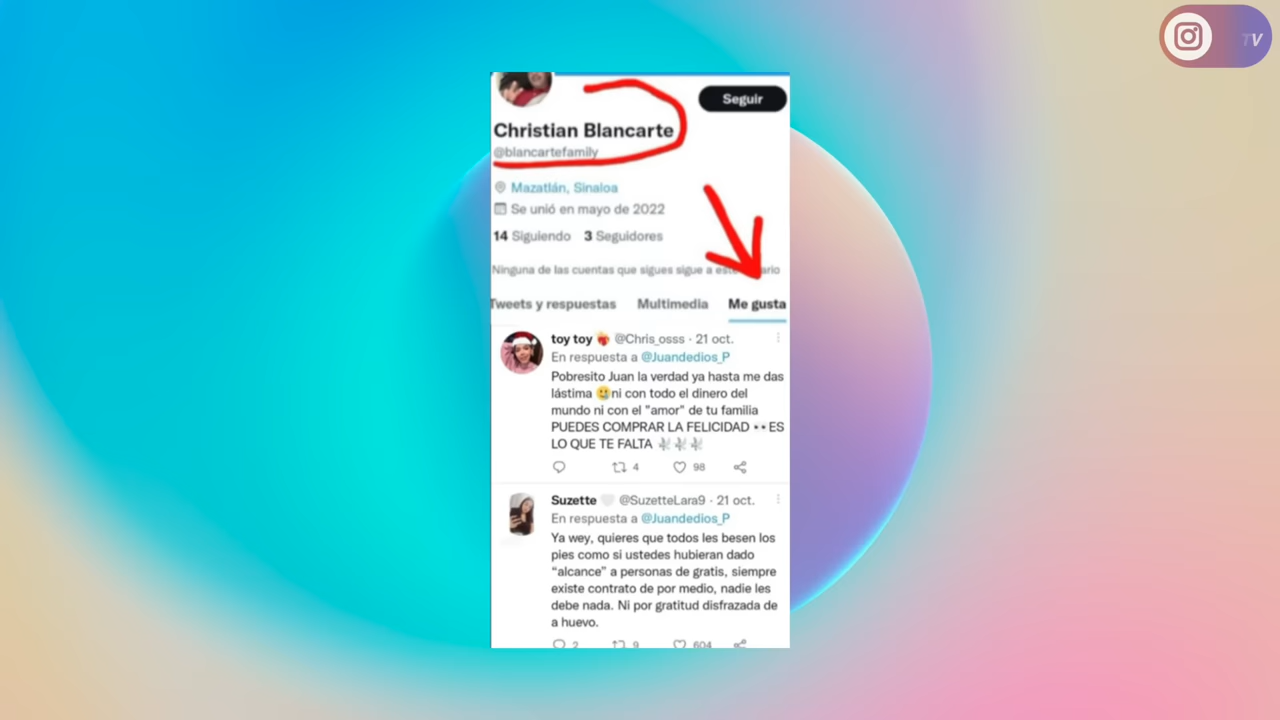 TV
Seguir
Christian Blancarte
@blancartefamily
Mazatlán, Sinaloa
Se unió en mayo de 2022
14 Siguiendo 3 Seguidores
Ninguna de las cuentas que sigues sigue a este
Tweets y respuestas Multimedia Me gusta
toy toy ❤️‍🔥 @Chris_osss · 21 oct.
En respuesta a @Juandedios_P
Pobresito Juan la verdad ya hasta me das
lástima 🥲 ni con todo el dinero del
mundo ni con el "amor" de tu familia
PUEDES COMPRAR LA FELICIDAD 👀 ES
LO QUE TE FALTA
4 98
Suzette 🤍 @SuzetteLara9 · 21 oct.
En respuesta a @Juandedios_P
Ya wey, quieres que todos les besen los
pies como si ustedes hubieran dado
“alcance” a personas de gratis, siempre
existe contrato de por medio, nadie les
debe nada. Ni por gratitud disfrazada de
a huevo.
2 9 604